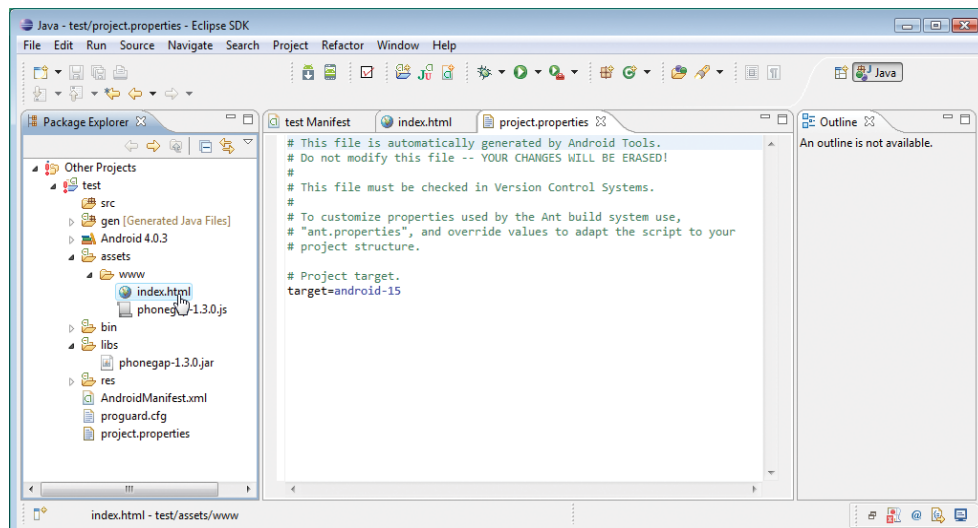 Java - test/project.properties - Eclipse SDK
File Edit Run Source Navigate Search Project Refactor Window Help
Java
Package Explorer
test Manifest
index.html
project.properties
Outline
Other Projects
test
src
gen [Generated Java Files]
Android 4.0.3
assets
www
index.html
phonegap-1.3.0.js
bin
libs
phonegap-1.3.0.jar
res
AndroidManifest.xml
proguard.cfg
project.properties
# This file is automatically generated by Android Tools.
# Do not modify this file -- YOUR CHANGES WILL BE ERASED!
#
# This file must be checked in Version Control Systems.
#
# To customize properties used by the Ant build system use,
# "ant.properties", and override values to adapt the script to your
# project structure.
# Project target.
target=android-15
An outline is not available.
index.html - test/assets/www